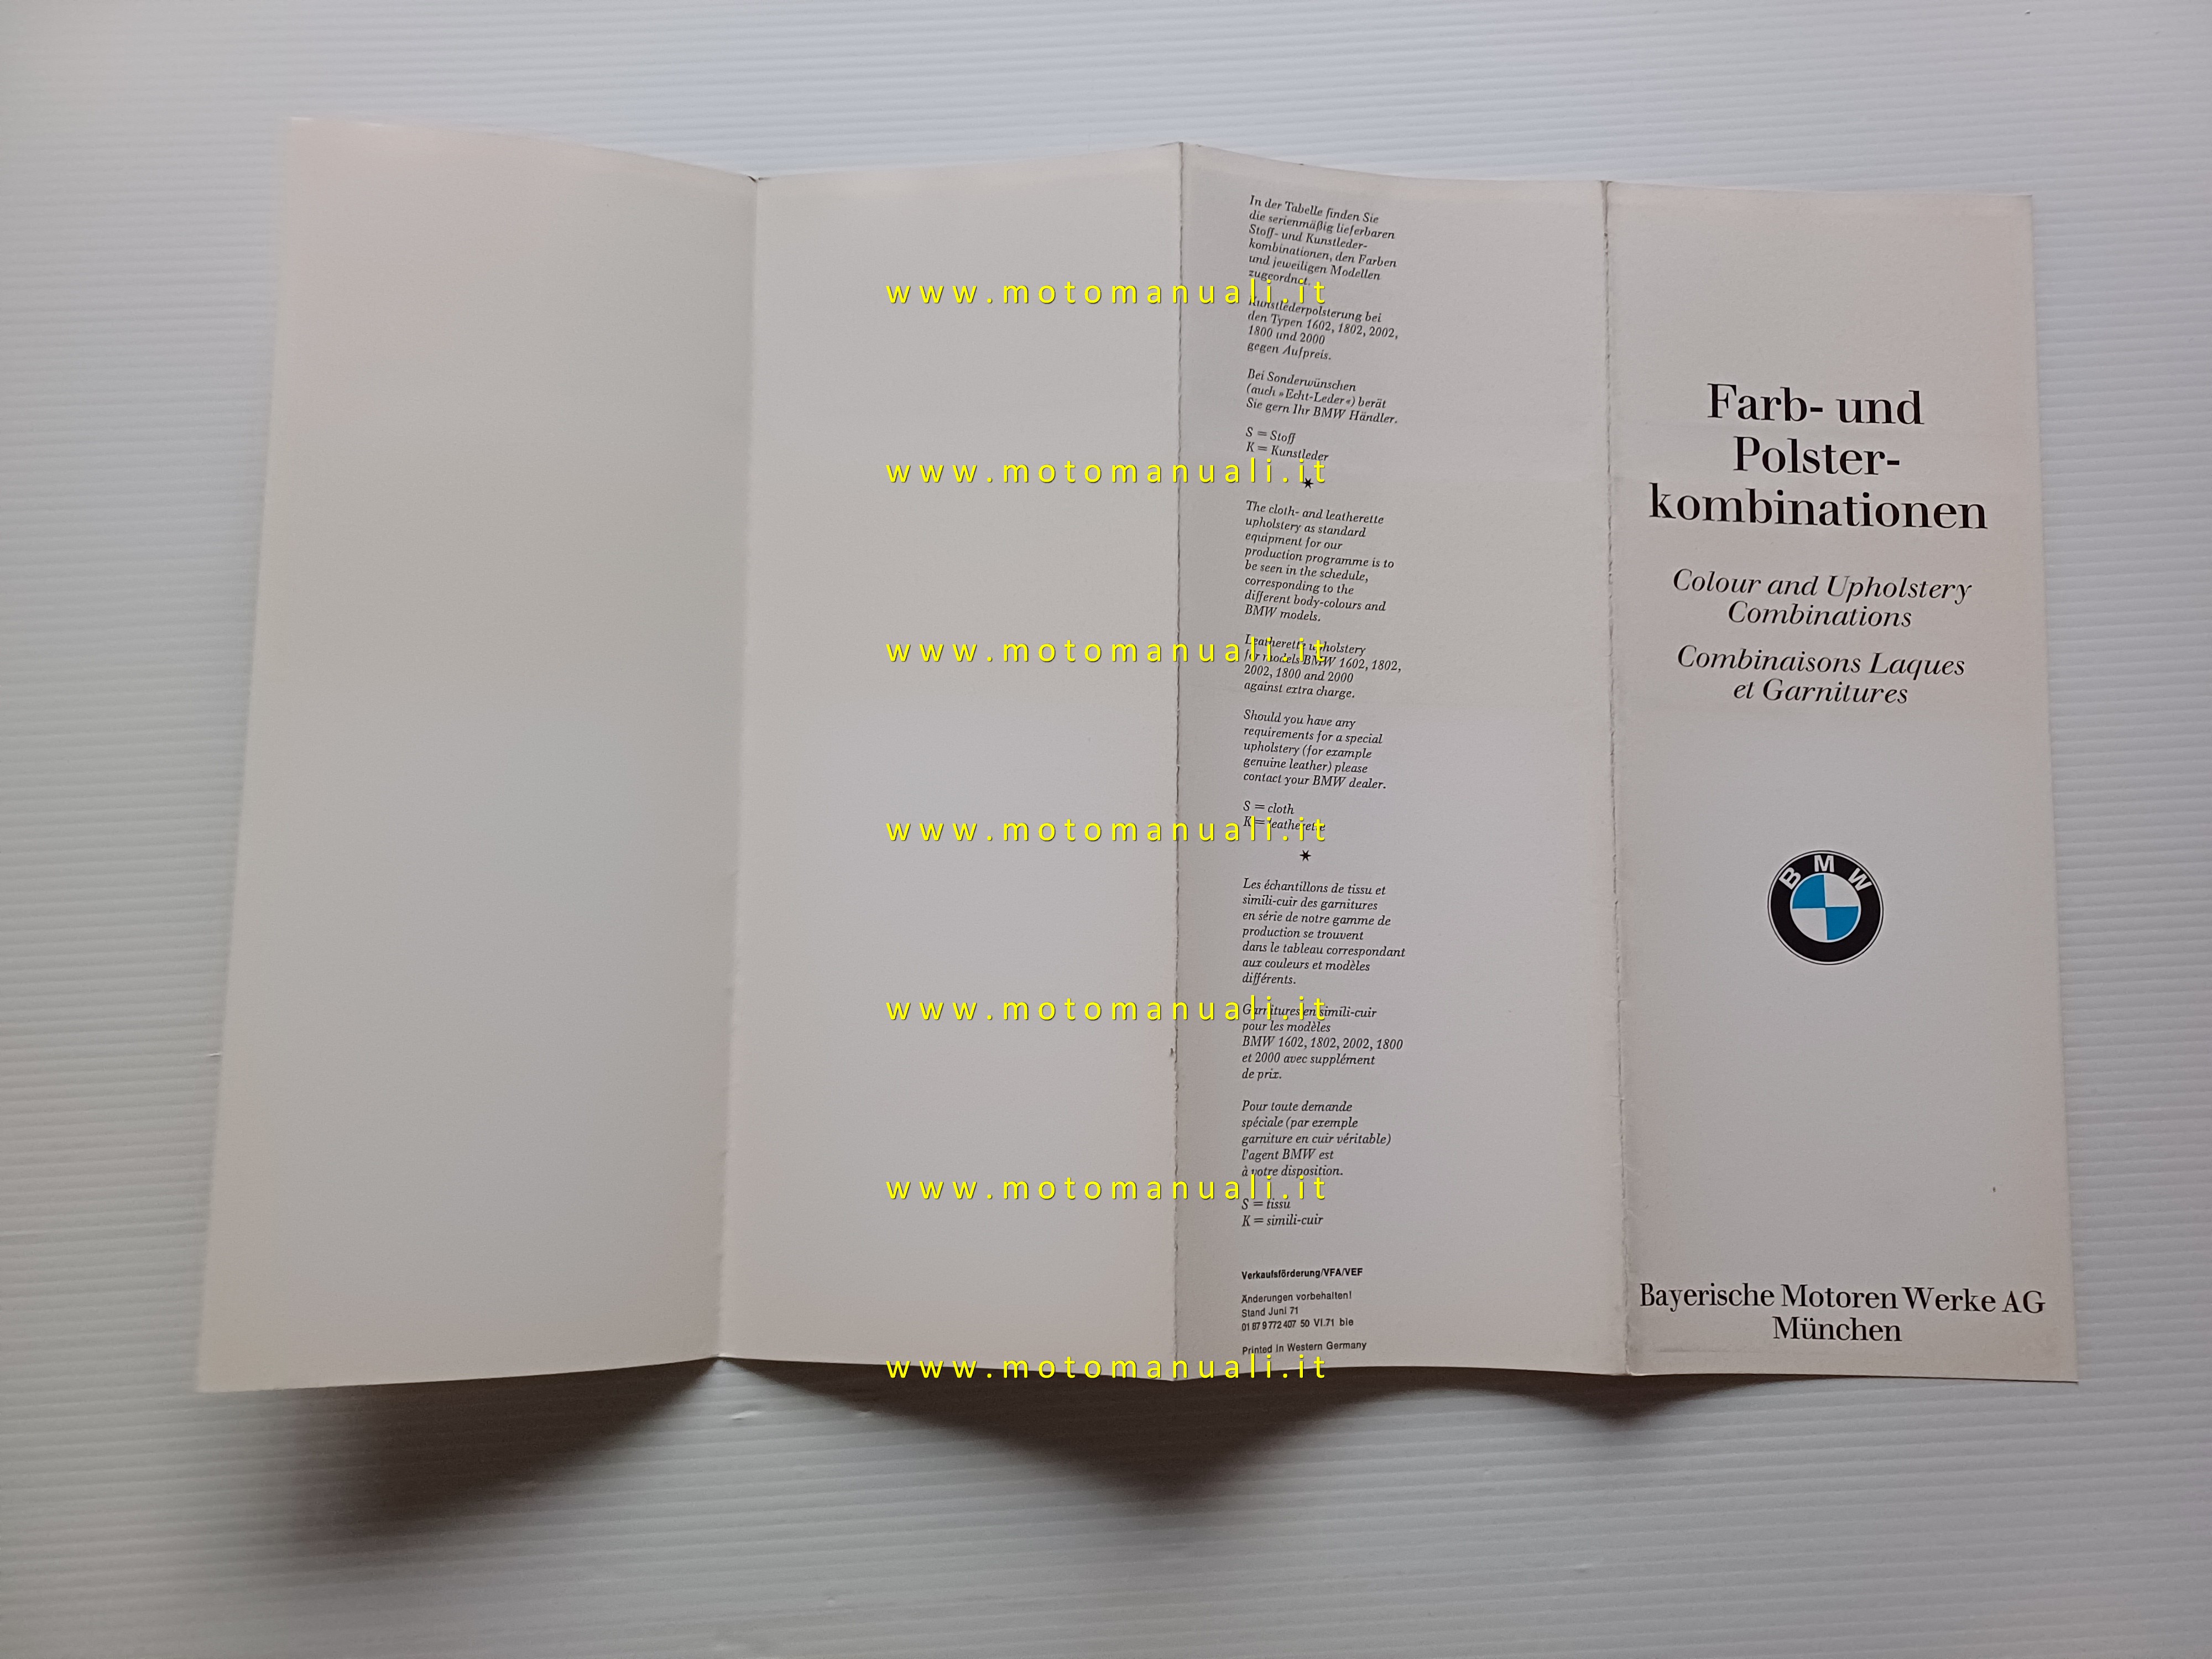 In der Tabelle finden Sie
die serienmäßig lieferbaren
Stoff- und Kunstleder-
kombinationen, den Farben
und jeweiligen Modellen
zugeordnet.
www.motomanuali.it
Kunstlederpolsterung bei
den Typen 1602, 1802, 2002,
1800 und 2000
gegen Aufpreis.
Bei Sonderwünschen
(auch »Echt-Leder«) berät
Sie gern Ihr BMW Händler.
S = Stoff
K = Kunstleder
www.motomanuali.it
★
The cloth- and leatherette
upholstery as standard
equipment for our
production programme is to
be seen in the schedule,
corresponding to the
different body-colours and
BMW models.
Leatherette upholstery
www.motomanuali.it
for models BMW 1602, 1802,
2002, 1800 and 2000
against extra charge.
Should you have any
requirements for a special
upholstery (for example
genuine leather) please
contact your BMW dealer.
S = cloth
K = leatherette
www.motomanuali.it
★
Les échantillons de tissu et
simili-cuir des garnitures
en série de notre gamme de
production se trouvent
dans le tableau correspondant
aux couleurs et modèles
différents.
Garnitures en simili-cuir
www.motomanuali.it
pour les modèles
BMW 1602, 1802, 2002, 1800
et 2000 avec supplément
de prix.
Pour toute demande
spéciale (par exemple
garniture en cuir véritable)
l'agent BMW est
à votre disposition.
www.motomanuali.it
S = tissu
K = simili-cuir
Verkaufsförderung/VFA/VEF
Änderungen vorbehalten!
Stand Juni 71
01 87 9 772 407 50 VI.71 ble
Printed in Western Germany
www.motomanuali.it
Farb- und
Polster-
kombinationen
Colour and Upholstery
Combinations
Combinaisons Laques
et Garnitures
BMW
Bayerische Motoren Werke AG
München